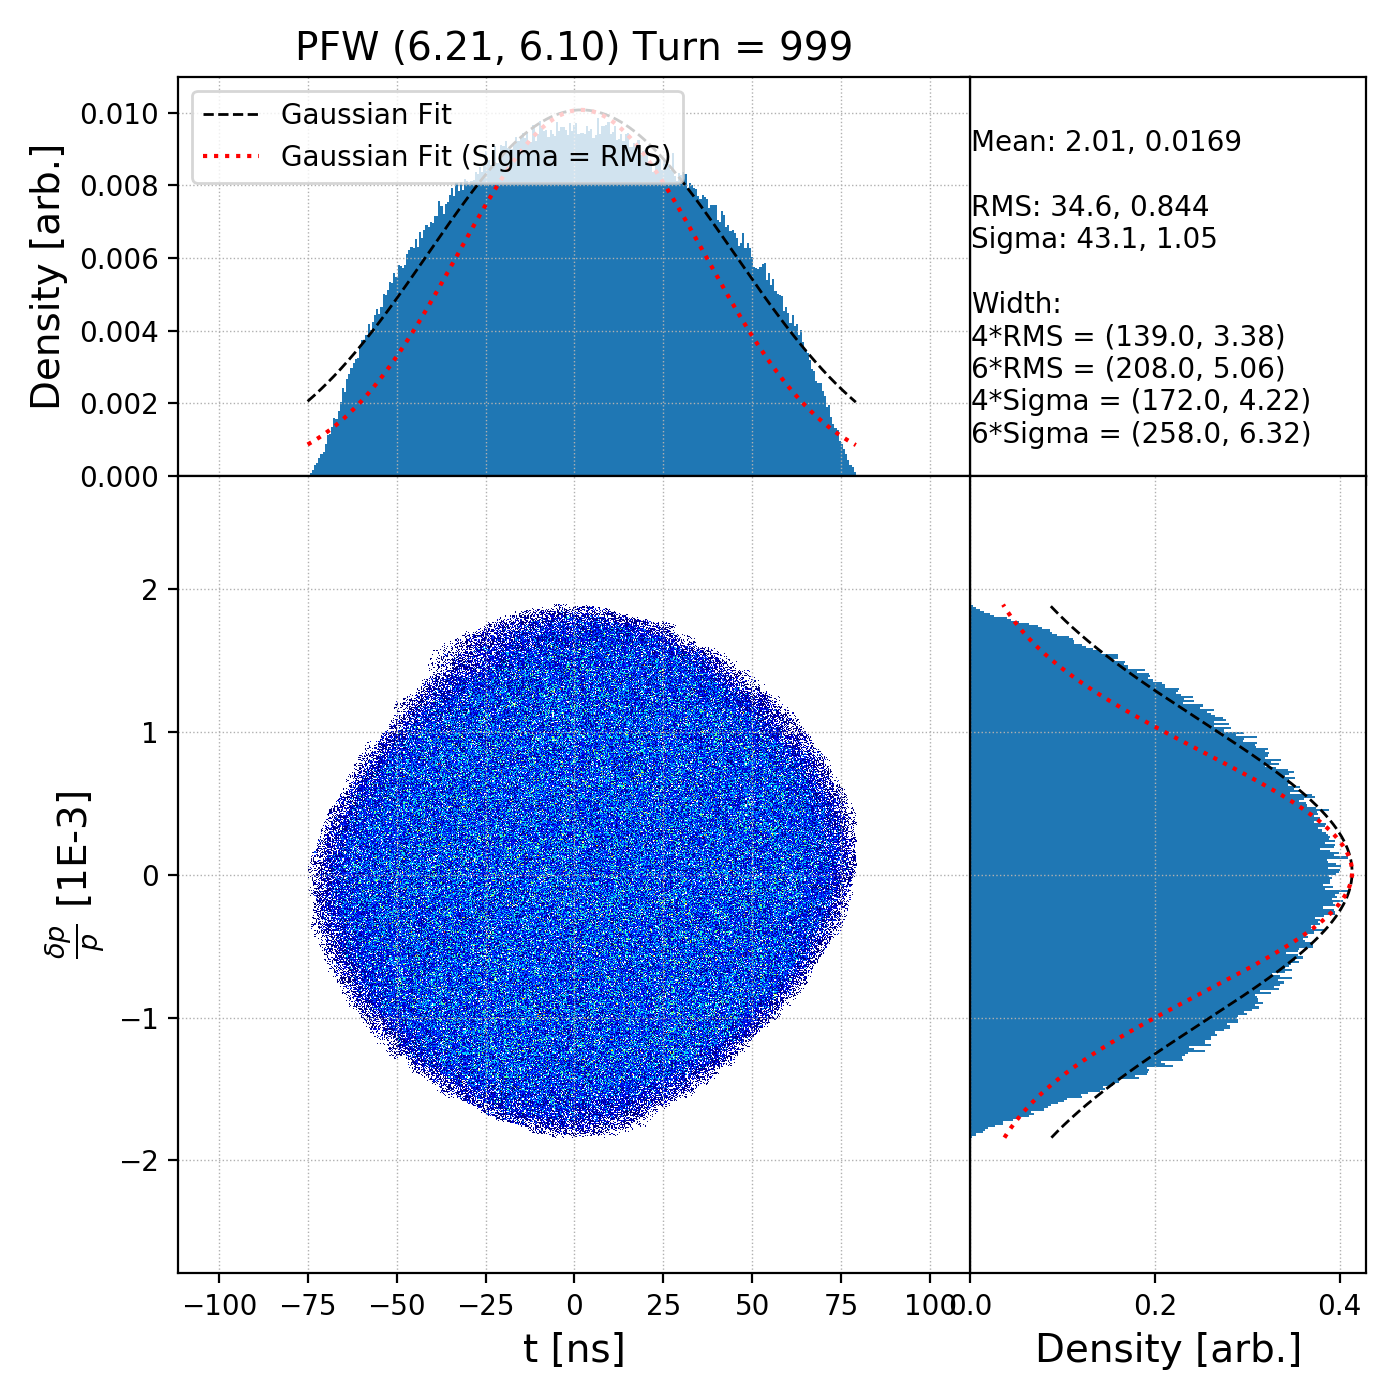 PFW (6.21, 6.10) Turn = 999
Gaussian Fit
Gaussian Fit (Sigma = RMS)
Density [arb.]
0.010
0.008
0.006
0.004
0.002
0.000
Mean: 2.01, 0.0169
RMS: 34.6, 0.844
Sigma: 43.1, 1.05
Width:
4*RMS = (139.0, 3.38)
6*RMS = (208.0, 5.06)
4*Sigma = (172.0, 4.22)
6*Sigma = (258.0, 6.32)
δp
p
[1E-3]
2
1
0
−1
−2
−100 −75 −50 −25 0 25 50 75 100
t [ns]
0.0 0.2 0.4
Density [arb.]